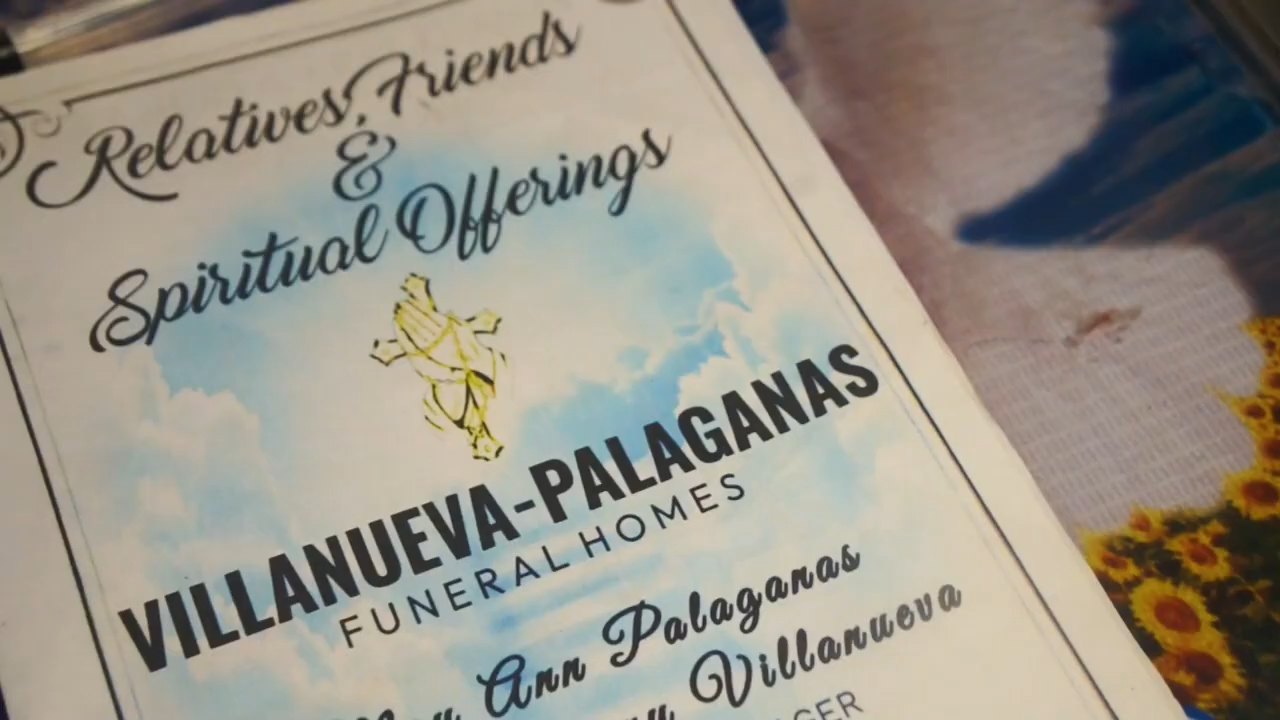 Relatives, Friends
&
Spiritual Offerings
VILLANUEVA-PALAGANAS
FUNERAL HOMES
Ann Palaganas
Villanueva